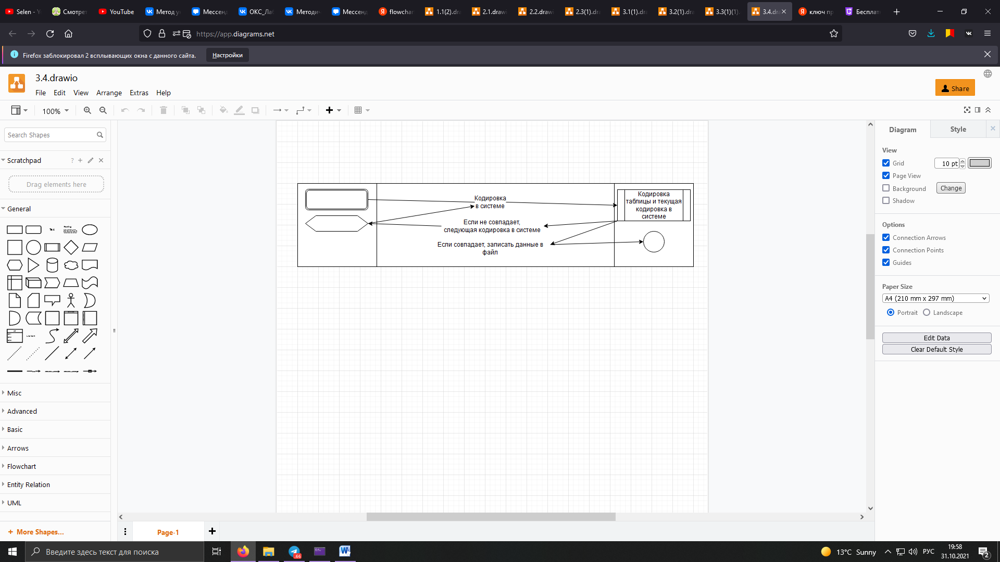 Selen - Y
Смотрет
YouTube
Метод у
Мессенд
ОКС_Ла
Методи
Мессенд
flowchar
1.1(2).dra
2.1.drawi
2.2.drawi
2.3(1).dra
3.1(1).dra
3.2(1).dra
3.3(1)(1).
3.4.dra
ключ пр
Бесплат
https://app.diagrams.net
Firefox заблокировал 2 всплывающих окна с данного сайта.
Настройки
3.4.drawio
File Edit View Arrange Extras Help
Share
100%
Search Shapes
Scratchpad
?
Drag elements here
General
Text
Heading
Misc
Advanced
Basic
Arrows
Flowchart
Entity Relation
UML
+ More Shapes...
Кодировка
в системе
Если не совпадает,
следующая кодировка в системе
Если совпадает, записать данные в
файл
Кодировка
таблицы и текущая
кодировка в
системе
Page-1
Diagram
Style
View
Grid
10 pt
Page View
Background
Change
Shadow
Options
Connection Arrows
Connection Points
Guides
Paper Size
A4 (210 mm x 297 mm)
Portrait
Landscape
Edit Data
Clear Default Style
Введите здесь текст для поиска
.66
13°C Sunny
РУС
19:58
31.10.2021
2